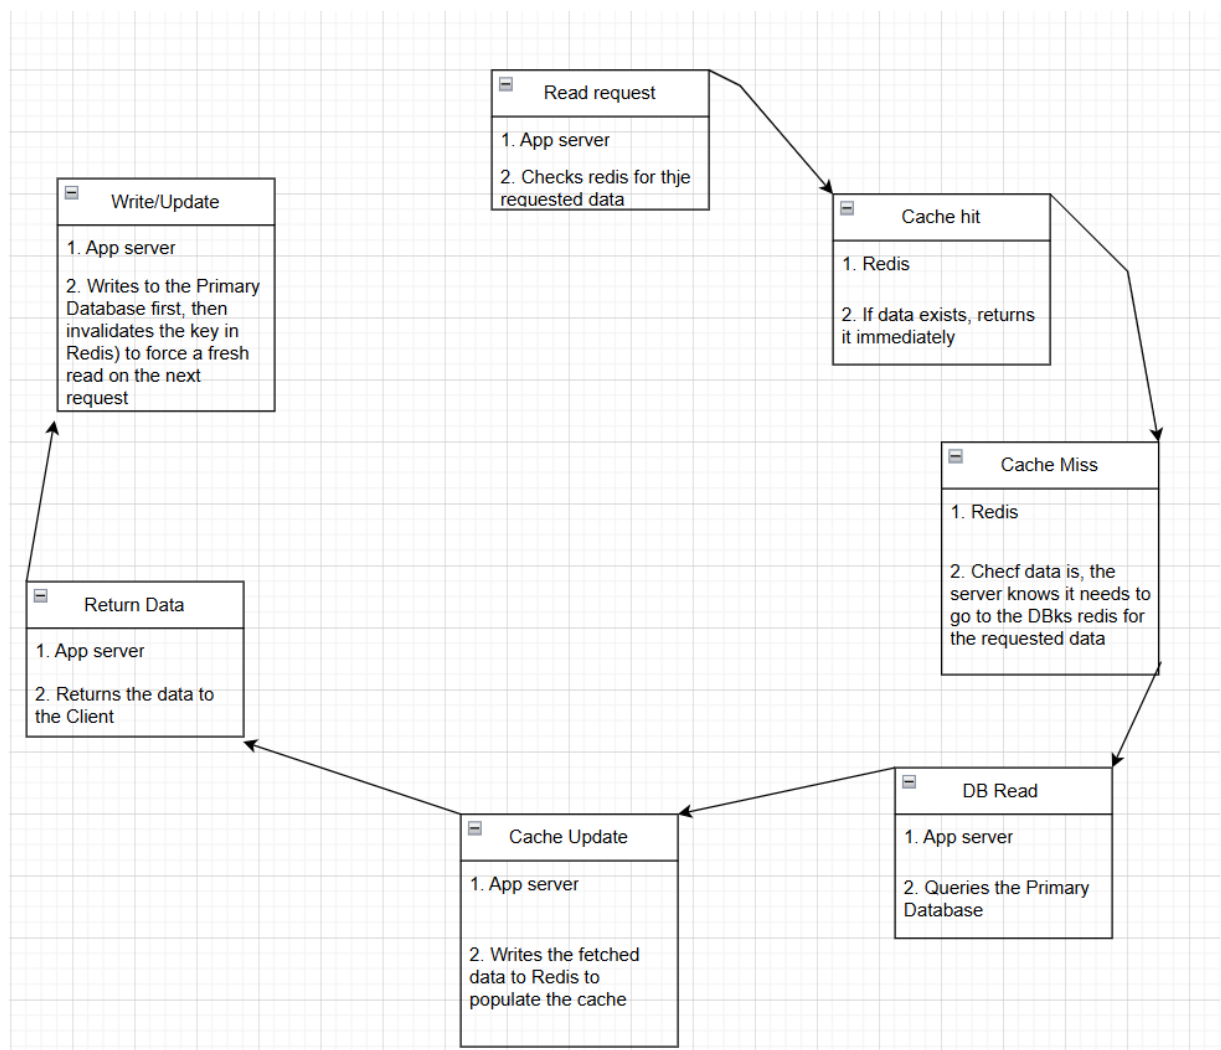 Read request
1. App server
2. Checks redis for thje
requested data
Cache hit
1. Redis
2. If data exists, returns
it immediately
Cache Miss
1. Redis
2. Checf data is, the
server knows it needs to
go to the DBks redis for
the requested data
DB Read
1. App server
2. Queries the Primary
Database
Cache Update
1. App server
2. Writes the fetched
data to Redis to
populate the cache
Return Data
1. App server
2. Returns the data to
the Client
Write/Update
1. App server
2. Writes to the Primary
Database first, then
invalidates the key in
Redis) to force a fresh
read on the next
request